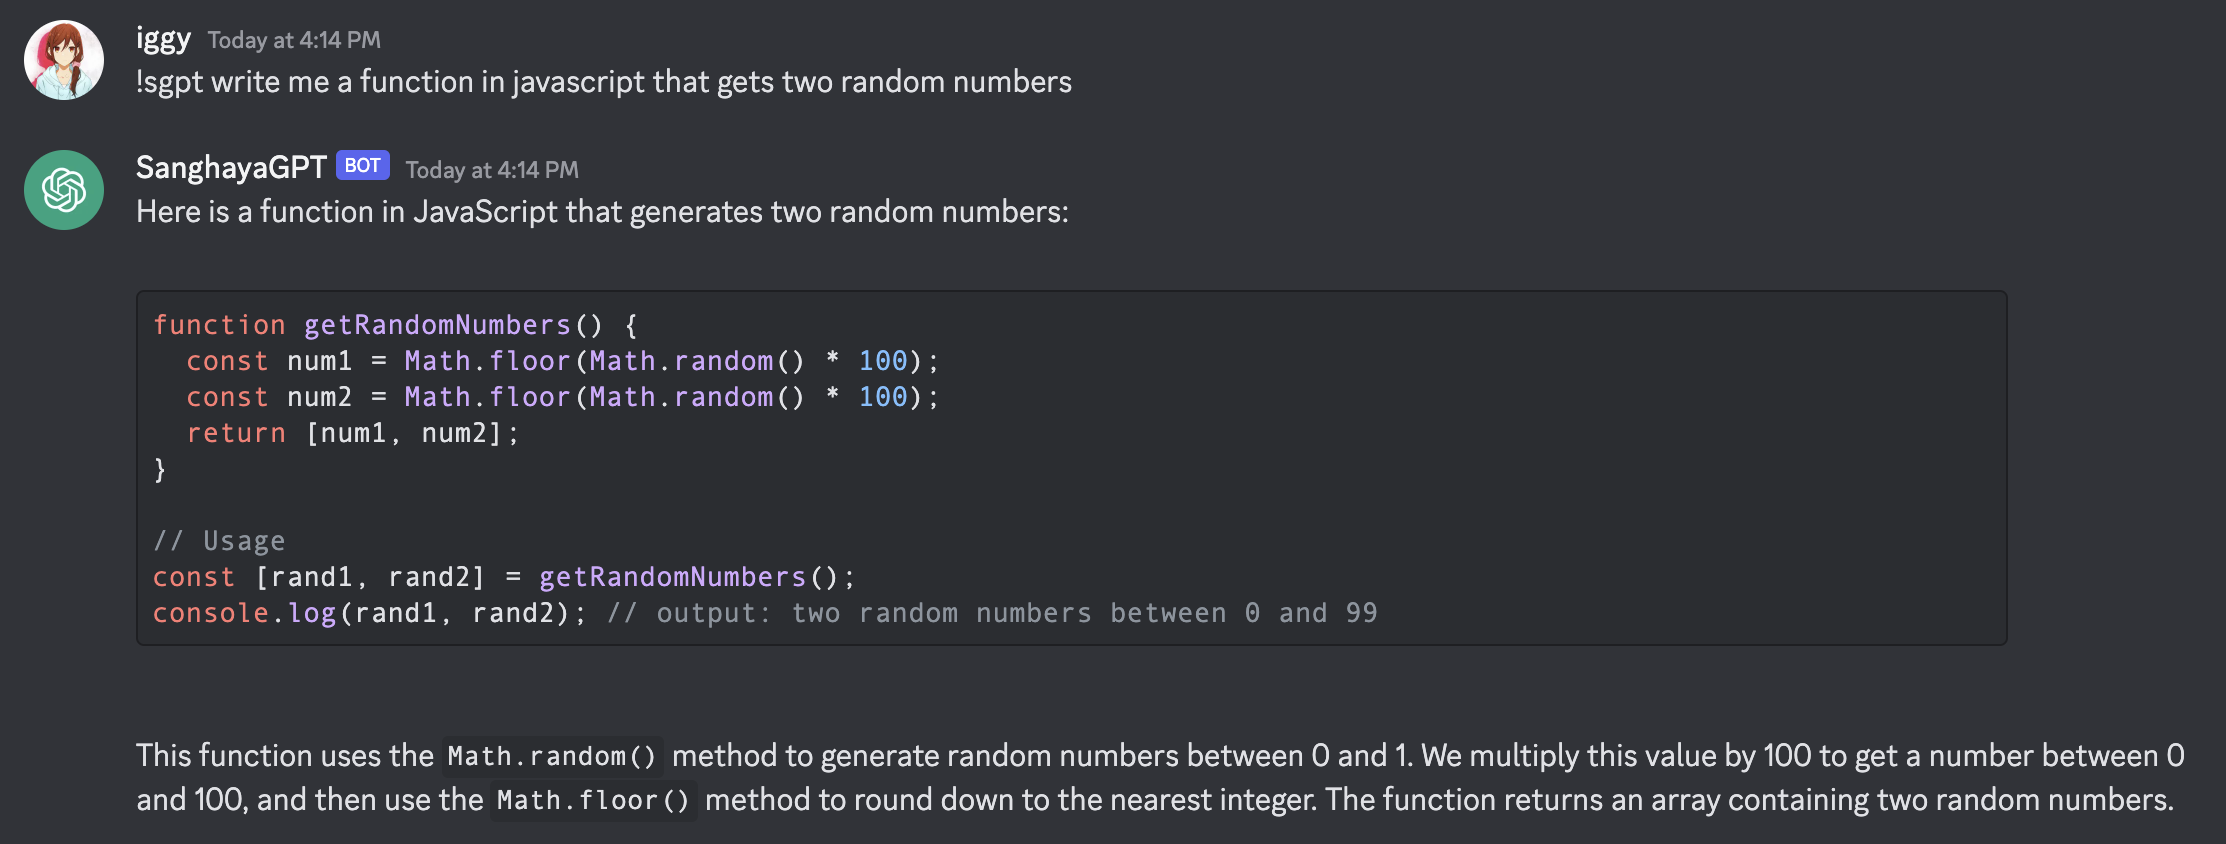 iggy Today at 4:14 PM
!sgpt write me a function in javascript that gets two random numbers
SanghayaGPT BOT Today at 4:14 PM
Here is a function in JavaScript that generates two random numbers:
function getRandomNumbers() {
  const num1 = Math.floor(Math.random() * 100);
  const num2 = Math.floor(Math.random() * 100);
  return [num1, num2];
}
// Usage
const [rand1, rand2] = getRandomNumbers();
console.log(rand1, rand2); // output: two random numbers between 0 and 99
This function uses the Math.random() method to generate random numbers between 0 and 1. We multiply this value by 100 to get a number between 0
and 100, and then use the Math.floor() method to round down to the nearest integer. The function returns an array containing two random numbers.